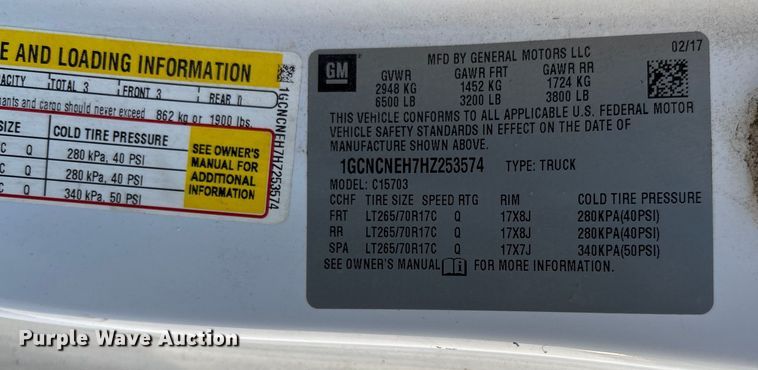 E AND LOADING INFORMATION
ACITY TOTAL 3 FRONT 3 REAR 0
pants and cargo should never exceed 862 kg or 1900 lbs.
SIZE COLD TIRE PRESSURE
C Q 280 kPa, 40 PSI
C Q 280 kPa, 40 PSI
C Q 340 kPa, 50 PSI
SEE OWNER'S
MANUAL FOR
ADDITIONAL
INFORMATION
1GCNCNEH7HZ253574
GM
MFD BY GENERAL MOTORS LLC 02/17
GVWR GAWR FRT GAWR RR
2948 KG 1452 KG 1724 KG
6500 LB 3200 LB 3800 LB
THIS VEHICLE CONFORMS TO ALL APPLICABLE U.S. FEDERAL MOTOR
VEHICLE SAFETY STANDARDS IN EFFECT ON THE DATE OF
MANUFACTURE SHOWN ABOVE.
1GCNCNEH7HZ253574 TYPE: TRUCK
MODEL: C15703
CCHF TIRE SIZE SPEED RTG RIM COLD TIRE PRESSURE
FRT LT265/70R17C Q 17X8J 280KPA(40PSI)
RR LT265/70R17C Q 17X8J 280KPA(40PSI)
SPA LT265/70R17C Q 17X7J 340KPA(50PSI)
SEE OWNER'S MANUAL FOR MORE INFORMATION.
Purple Wave Auction